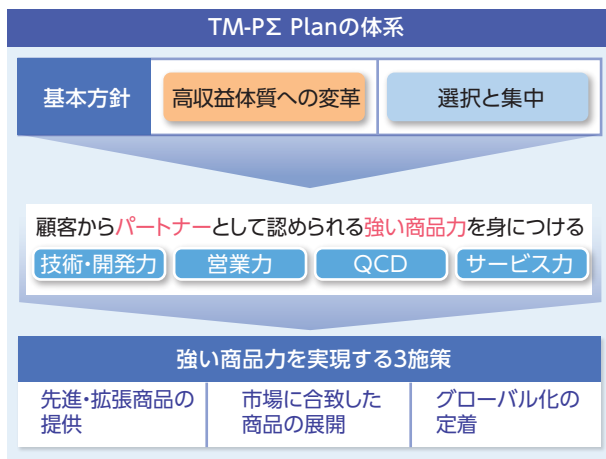 TM-PΣ Planの体系
基本方針
高収益体質への変革
選択と集中
顧客からパートナーとして認められる強い商品力を身につける
技術・開発力
営業力
QCD
サービス力
強い商品力を実現する3施策
先進・拡張商品の
提供
市場に合致した
商品の展開
グローバル化の
定着